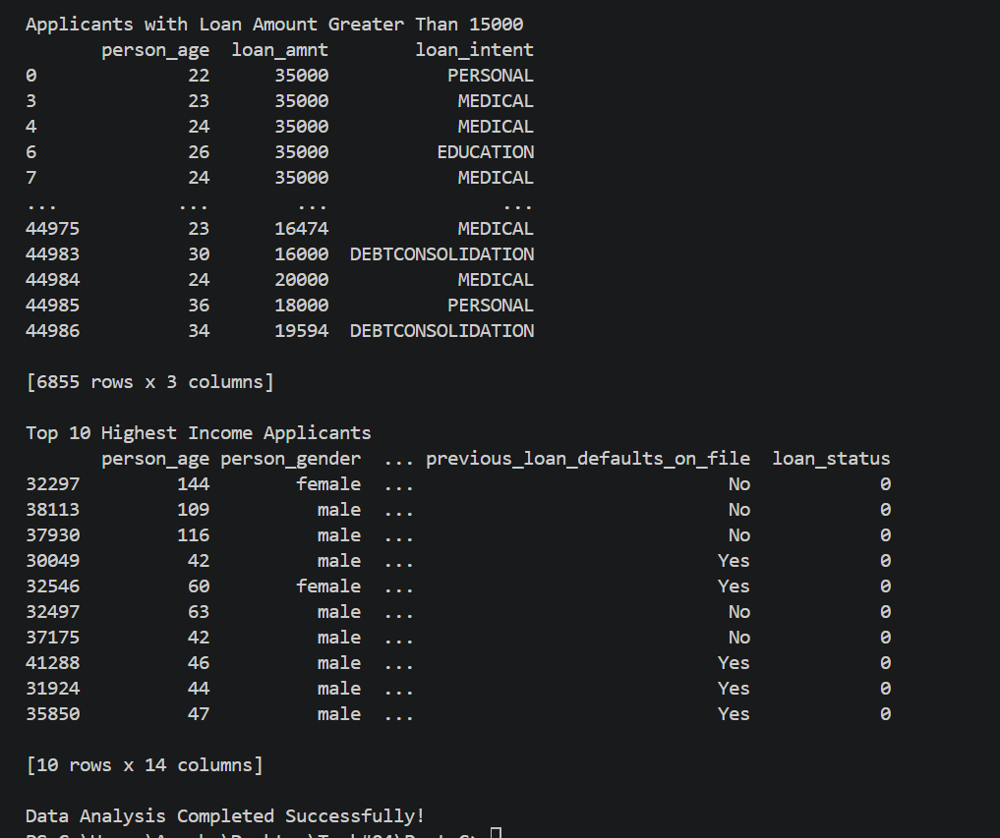 Applicants with Loan Amount Greater Than 15000
       person_age  loan_amnt        loan_intent
0              22      35000           PERSONAL
3              23      35000            MEDICAL
4              24      35000            MEDICAL
6              26      35000          EDUCATION
7              24      35000            MEDICAL
...           ...        ...                ...
44975          23      16474            MEDICAL
44983          30      16000  DEBTCONSOLIDATION
44984          24      20000            MEDICAL
44985          36      18000           PERSONAL
44986          34      19594  DEBTCONSOLIDATION
[6855 rows x 3 columns]
Top 10 Highest Income Applicants
       person_age person_gender  ... previous_loan_defaults_on_file  loan_status
32297         144        female  ...                             No            0
38113         109          male  ...                             No            0
37930         116          male  ...                             No            0
30049          42          male  ...                            Yes            0
32546          60        female  ...                            Yes            0
32497          63          male  ...                             No            0
37175          42          male  ...                             No            0
41288          46          male  ...                            Yes            0
31924          44          male  ...                            Yes            0
35850          47          male  ...                            Yes            0
[10 rows x 14 columns]
Data Analysis Completed Successfully!